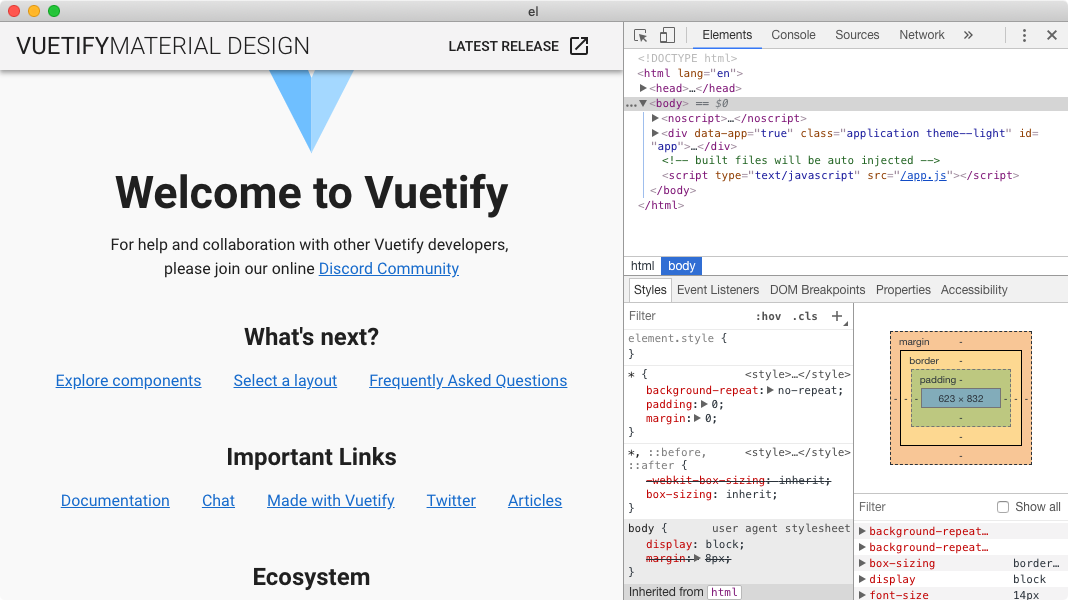 el
VUETIFYMATERIAL DESIGN
LATEST RELEASE
Welcome to Vuetify
For help and collaboration with other Vuetify developers,
please join our online Discord Community
What's next?
Explore components Select a layout Frequently Asked Questions
Important Links
Documentation Chat Made with Vuetify Twitter Articles
Ecosystem
Elements Console Sources Network »
<!DOCTYPE html>
<html lang="en">
▶<head>…</head>
…▼<body> == $0
▶<noscript>…</noscript>
▶<div data-app="true" class="application theme--light" id=
"app">…</div>
<!-- built files will be auto injected -->
<script type="text/javascript" src="/app.js"></script>
</body>
</html>
html body
Styles Event Listeners DOM Breakpoints Properties Accessibility
Filter :hov .cls +
element.style {
}
* { <style>…</style>
background-repeat:▶no-repeat;
padding:▶0;
margin:▶0;
}
*, ::before, <style>…</style>
::after {
-webkit-box-sizing: inherit;
box-sizing: inherit;
}
body { user agent stylesheet
display: block;
margin:▶8px;
}
Inherited from html
margin -
border -
padding -
- - - 623 × 832 - - -
-
-
-
Filter Show all
▶background-repeat…
▶background-repeat…
▶box-sizing border…
▶display block
▶font-size 14px